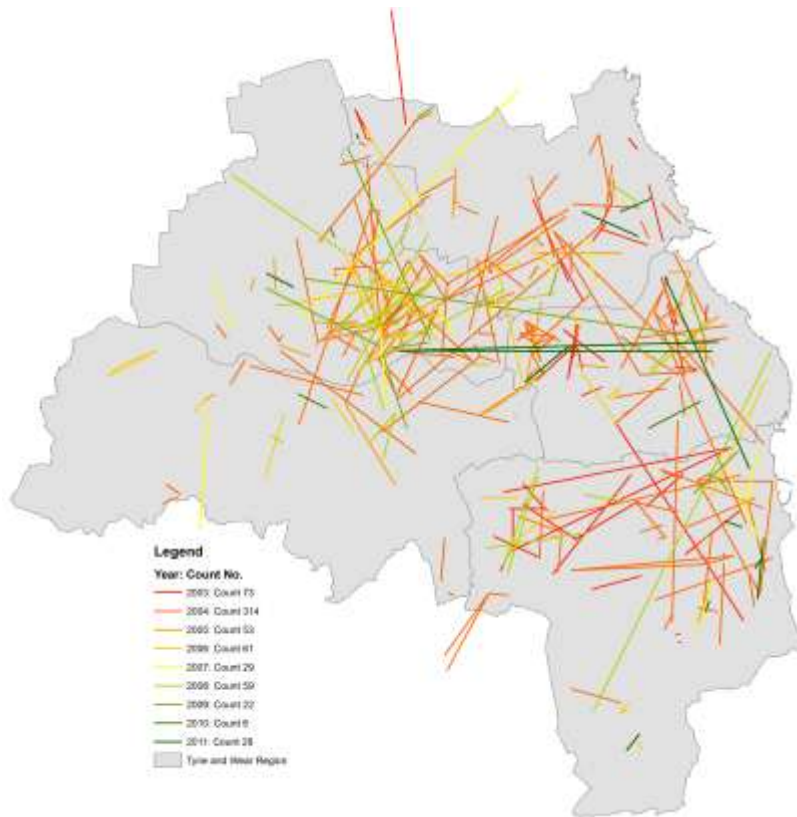 Legend
Year: Count No.
2003: Count 73
2004: Count 314
2005: Count 53
2006: Count 61
2007: Count 29
2008: Count 59
2009: Count 22
2010: Count 6
2011: Count 28
Tyne and Wear Region